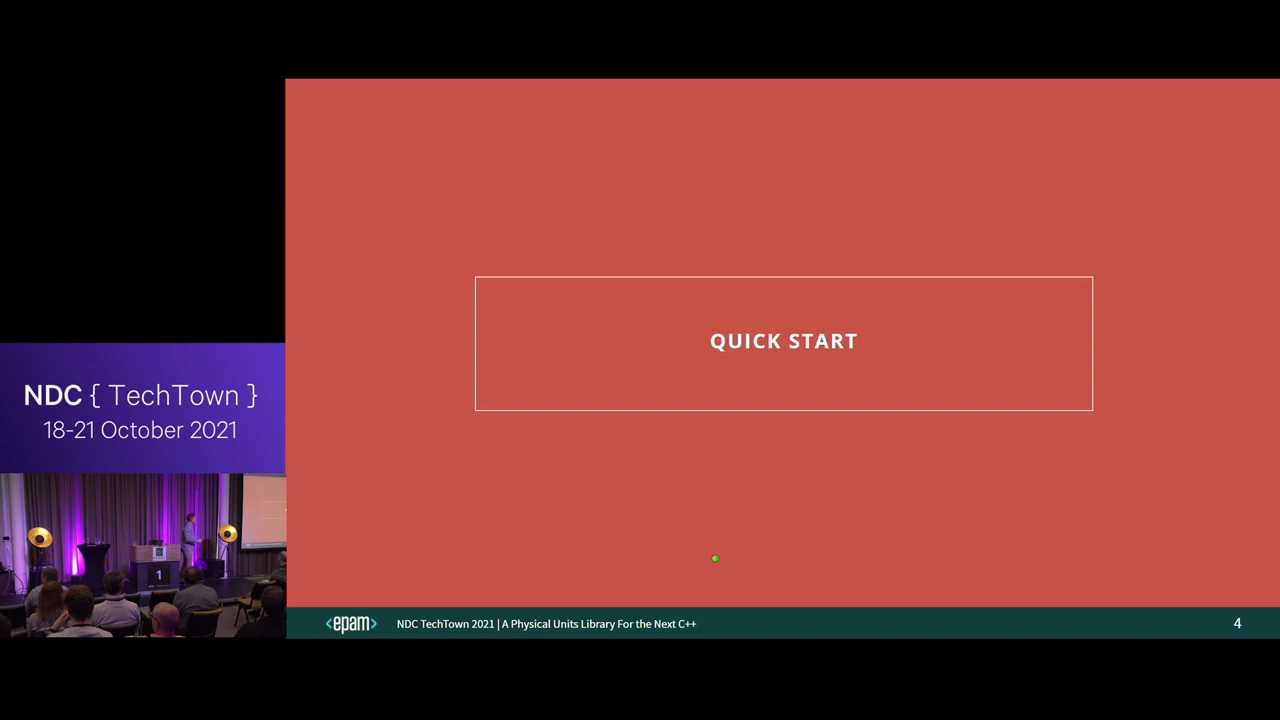 QUICK START
NDC { TechTown }
18-21 October 2021
1
<epam>
NDC TechTown 2021 | A Physical Units Library For the Next C++
4